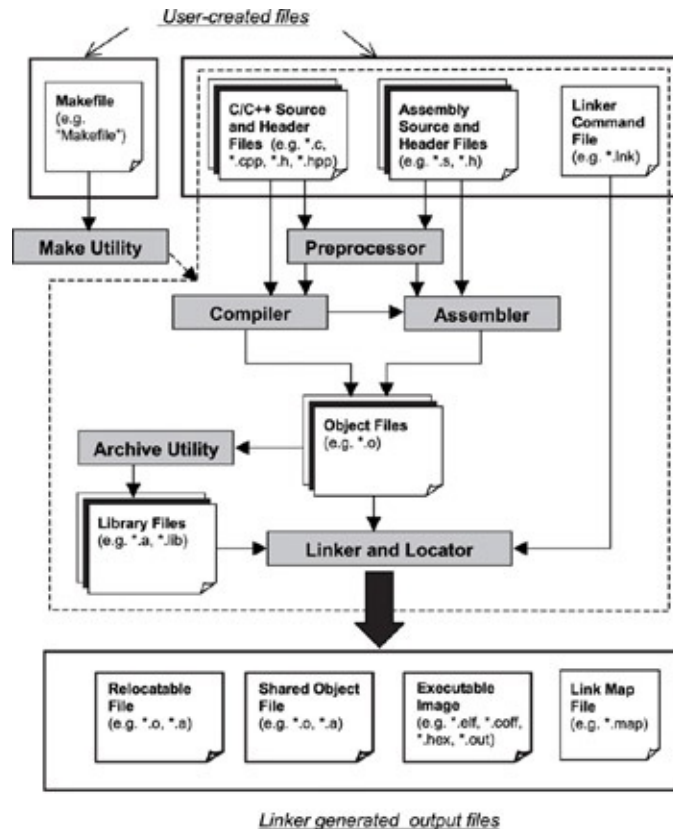 User-created files
Makefile
(e.g.
"Makefile")
C/C++ Source
and Header
Files (e.g. *.c,
*.cpp, *.h, *.hpp)
Assembly
Source and
Header Files
(e.g. *.s, *.h)
Linker
Command
File
(e.g. *.lnk)
Make Utility
Preprocessor
Compiler
Assembler
Object Files
(e.g. *.o)
Archive Utility
Library Files
(e.g. *.a, *.lib)
Linker and Locator
Relocatable
File
(e.g. *.o, *.a)
Shared Object
File
(e.g. *.o, *.a)
Executable
Image
(e.g. *.elf, *.coff,
*.hex, *.out)
Link Map
File
(e.g. *.map)
Linker generated output files